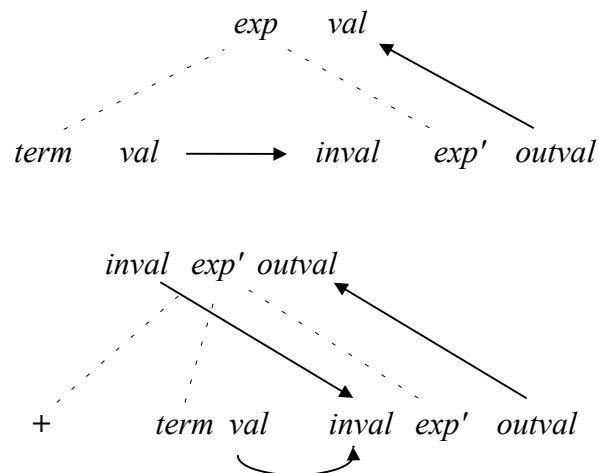 exp val
term val inval exp' outval
inval exp' outval
+ term val inval exp' outval